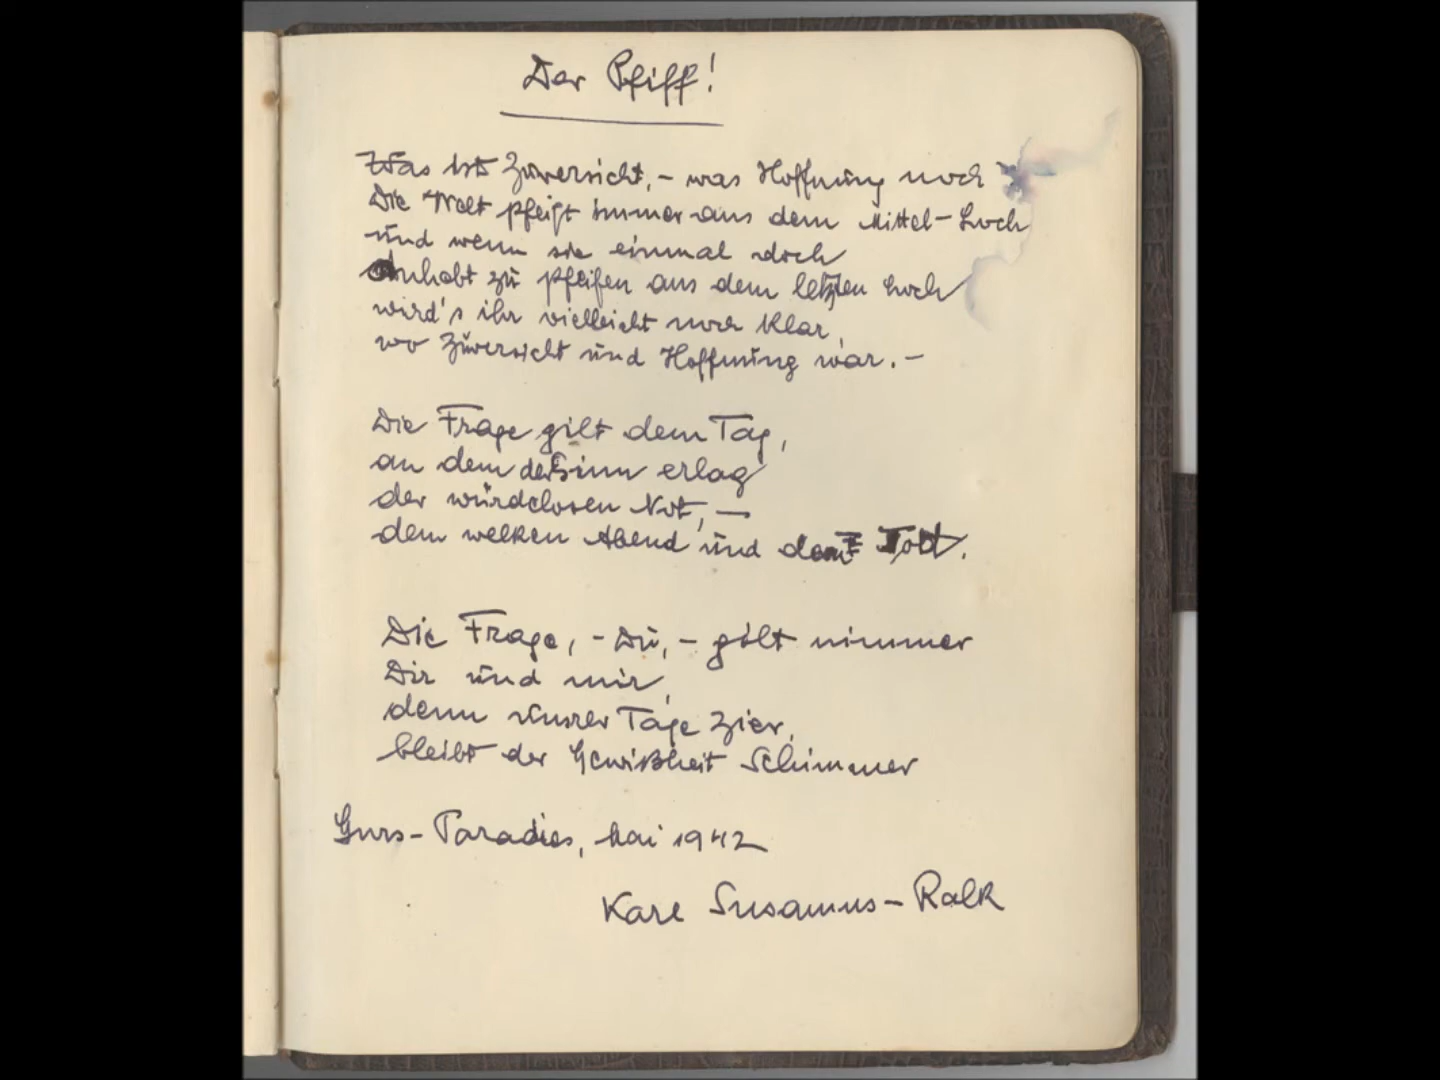 Der Pfiff!
Was ist Zuversicht, – was Hoffnung noch
Die Welt pfeift immer aus dem Mittel-Loch
und wenn sie einmal doch
Anhebt zu pfeifen aus dem letzten Loch
wird's ihr vielleicht noch klar,
wo Zuversicht und Hoffnung war. –
Die Frage gilt dem Tag,
an dem der Sinn erlag
der würdelosen Not, –
dem welken Abend und dem Tod.
Die Frage, – Du, – gilt nimmer
Dir und mir,
denn unsrer Tage Zier,
bleibt der Gewißheit Schimmer
Gurs-Paradies, Mai 1942
Karl Susamus-Ralk